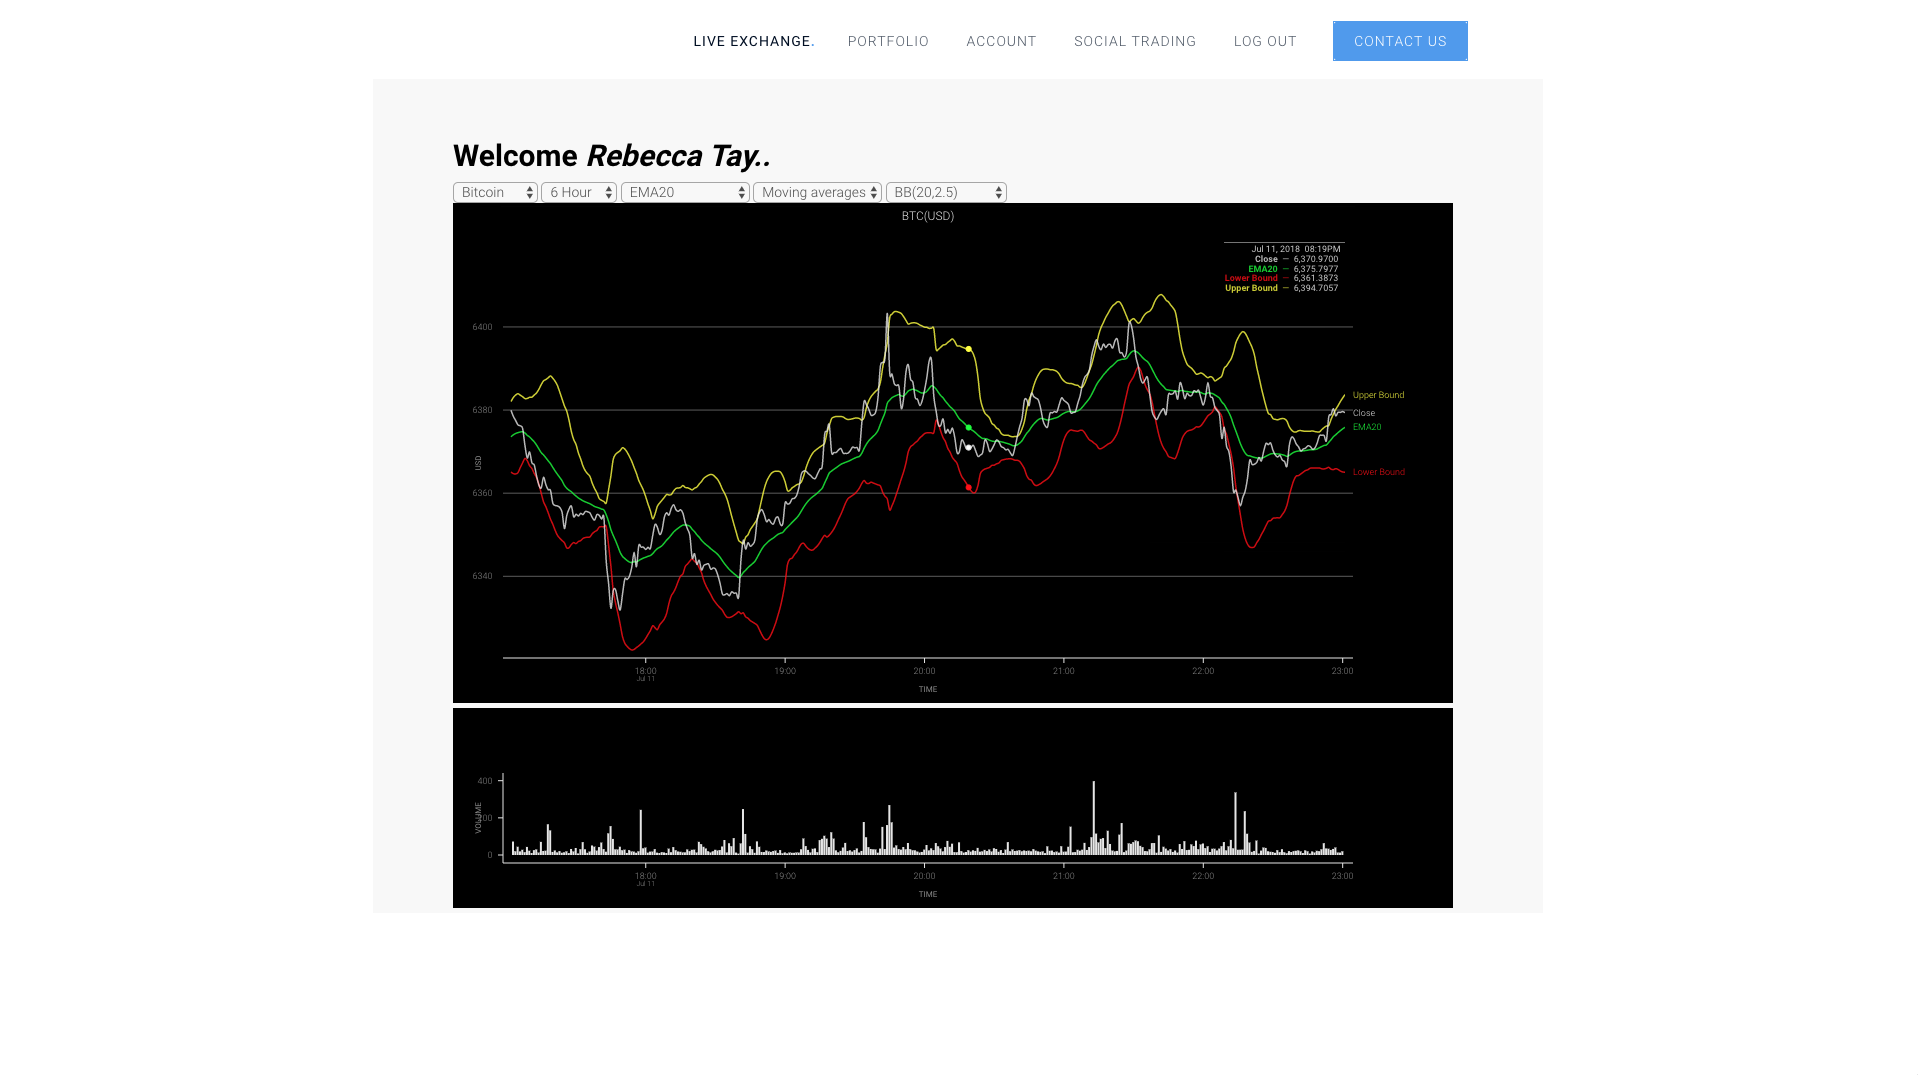 LIVE EXCHANGE. PORTFOLIO ACCOUNT SOCIAL TRADING LOG OUT CONTACT US
Welcome Rebecca Tay..
Bitcoin 6 Hour EMA20 Moving averages BB(20,2.5)
BTC(USD)
Jul 11, 2018 08:19PM
Close — 6,370.9700
EMA20 — 6,375.7977
Lower Bound — 6,361.3873
Upper Bound — 6,394.7057
6400
6380
6360
6340
USD
Upper Bound
Close
EMA20
Lower Bound
18:00 19:00 20:00 21:00 22:00 23:00
Jul 11
TIME
400
200
0
VOLUME
18:00 19:00 20:00 21:00 22:00 23:00
Jul 11
TIME